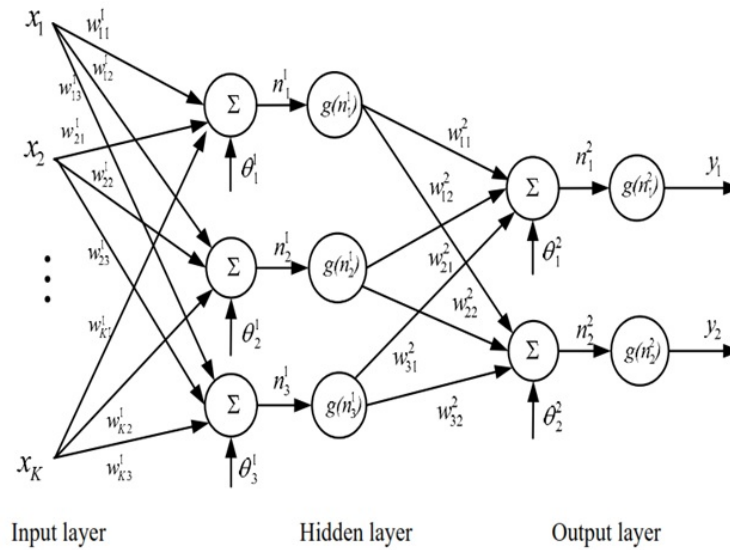 x₁
w¹₁₁
w¹₁₂
w¹₁₃
Σ
n¹₁
g(n¹₁)
θ¹₁
x₂
w¹₂₁
w¹₂₂
w¹₂₃
w²₁₁
w²₁₂
Σ
n²₁
g(n²₁)
y₁
θ²₁
Σ
n¹₂
g(n¹₂)
θ¹₂
w²₂₁
w²₂₂
w¹K₁
Σ
n²₂
g(n²₂)
y₂
θ²₂
Σ
n¹₃
g(n¹₃)
θ¹₃
w²₃₁
w²₃₂
xK
w¹K₂
w¹K₃
Input layer
Hidden layer
Output layer